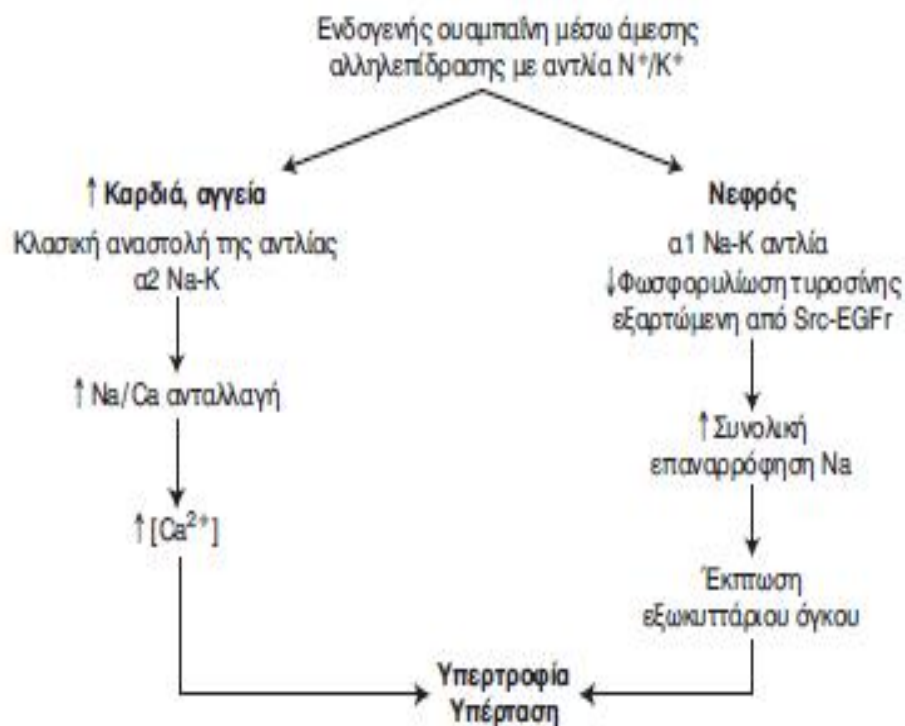 Ενδογενής ουαμπαΐνη μέσω άμεσης
αλληλεπίδρασης με αντλία N⁺/K⁺
↑ Καρδιά, αγγεία
Κλασική αναστολή της αντλίας
α2 Na-K
↑ Na/Ca ανταλλαγή
↑ [Ca²⁺]
Νεφρός
α1 Na-K αντλία
↓Φωσφορυλίωση τυροσίνης
εξαρτώμενη από Src-EGFr
↑ Συνολική
επαναρρόφηση Na
Έκπτωση
εξωκυττάριου όγκου
Υπερτροφία
Υπέρταση